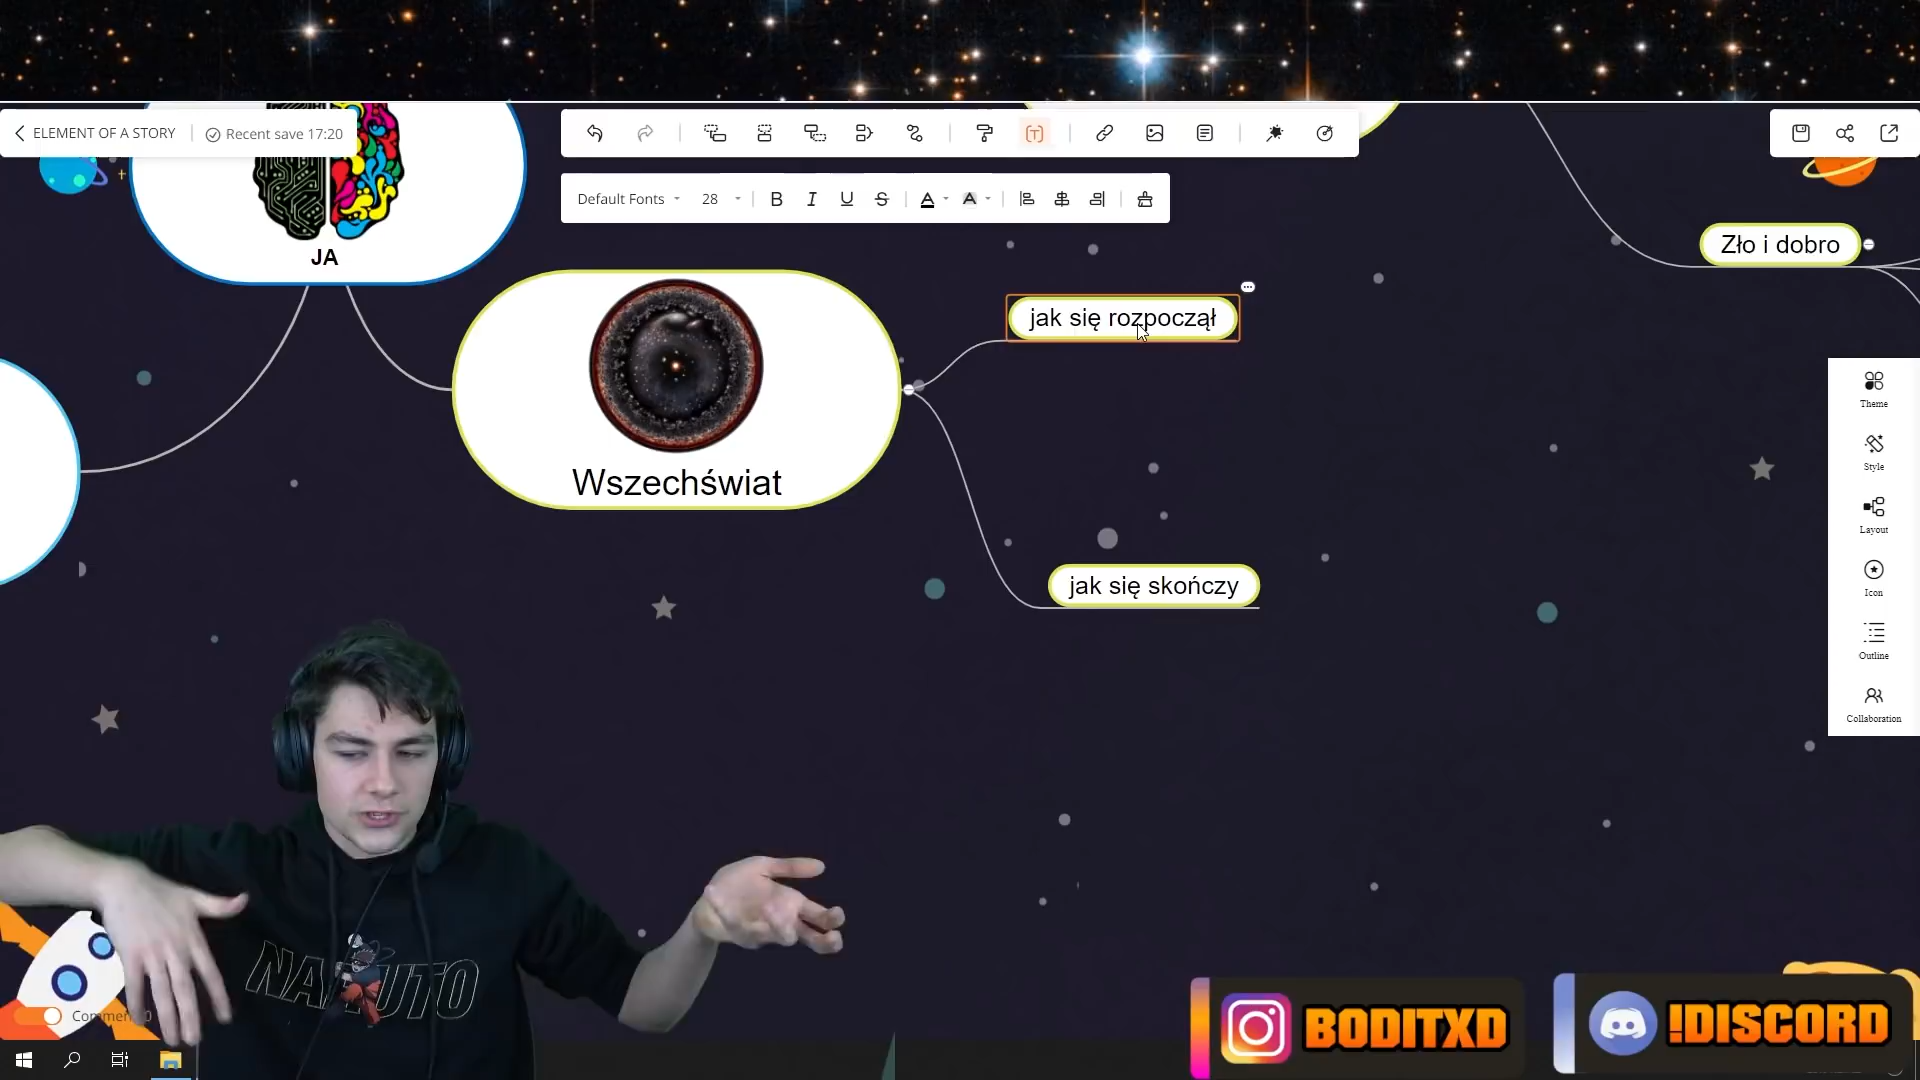 ELEMENT OF A STORY
Recent save 17:20
Default Fonts
28
B I U S A A
JA
Zło i dobro
jak się rozpoczął
Wszechświat
jak się skończy
Theme
Style
Layout
Icon
Outline
Collaboration
NARUTO
BODITXD
!DISCORD